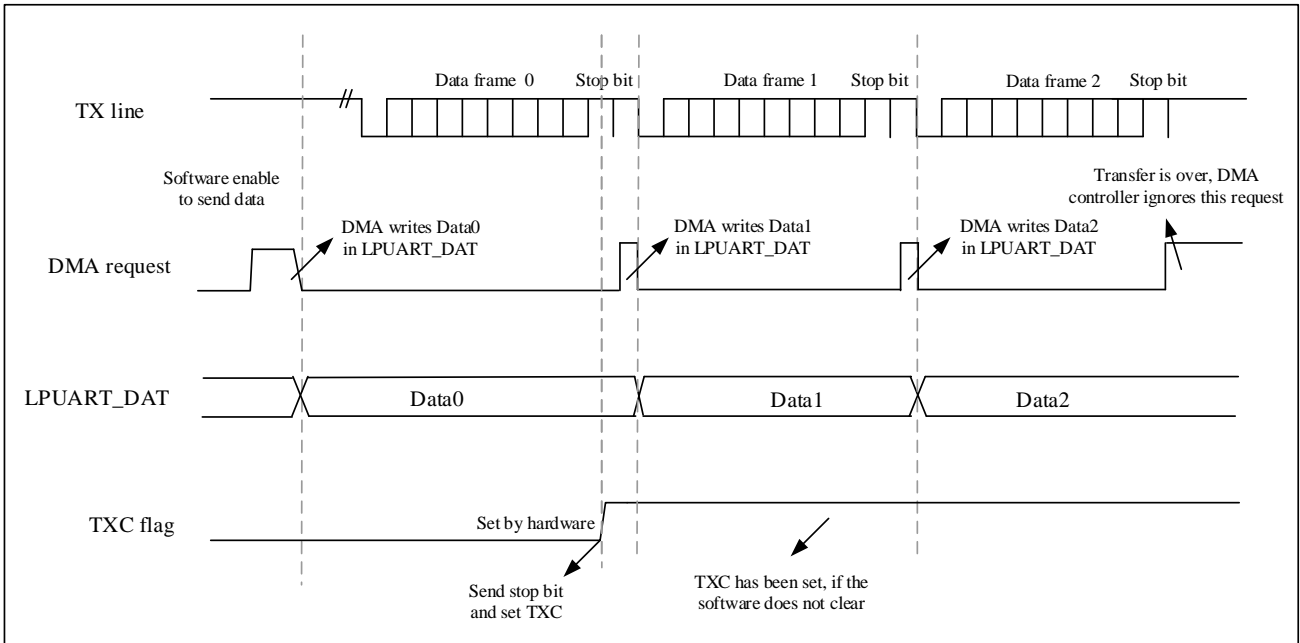 Data frame 0
Stop bit
Data frame 1
Stop bit
Data frame 2
Stop bit
TX line
Software enable
to send data
Transfer is over, DMA
controller ignores this request
DMA writes Data0
in LPUART_DAT
DMA writes Data1
in LPUART_DAT
DMA writes Data2
in LPUART_DAT
DMA request
LPUART_DAT
Data0
Data1
Data2
TXC flag
Set by hardware
Send stop bit
and set TXC
TXC has been set, if the
software does not clear